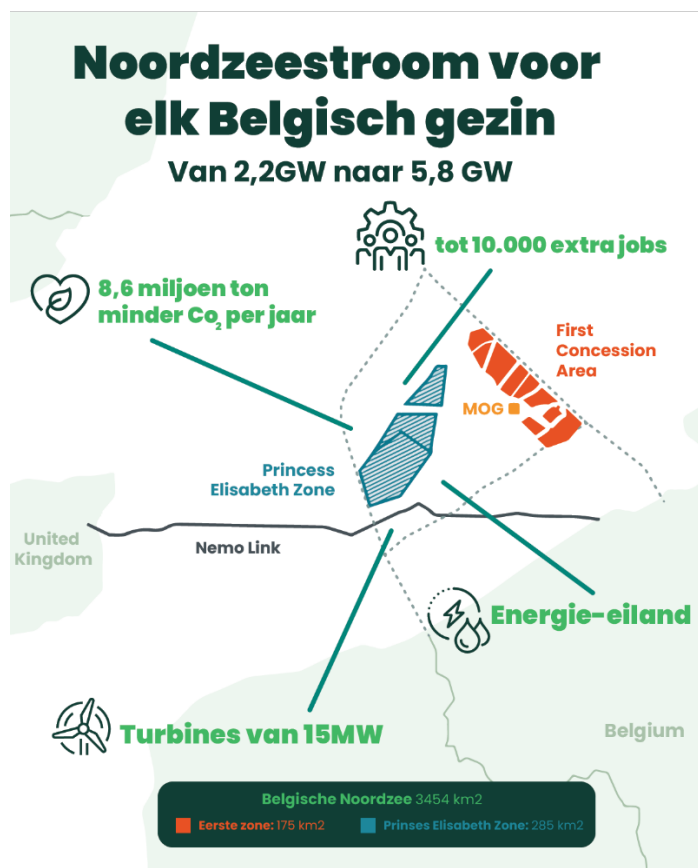 Noordzeestroom voor
elk Belgisch gezin
Van 2,2GW naar 5,8 GW
tot 10.000 extra jobs
8,6 miljoen ton
minder Co₂ per jaar
First
Concession
Area
MOG
Princess
Elisabeth Zone
United
Kingdom
Nemo Link
Energie-eiland
Turbines van 15MW
Belgium
Belgische Noordzee 3454 km2
Eerste zone: 175 km2
Prinses Elisabeth Zone: 285 km2